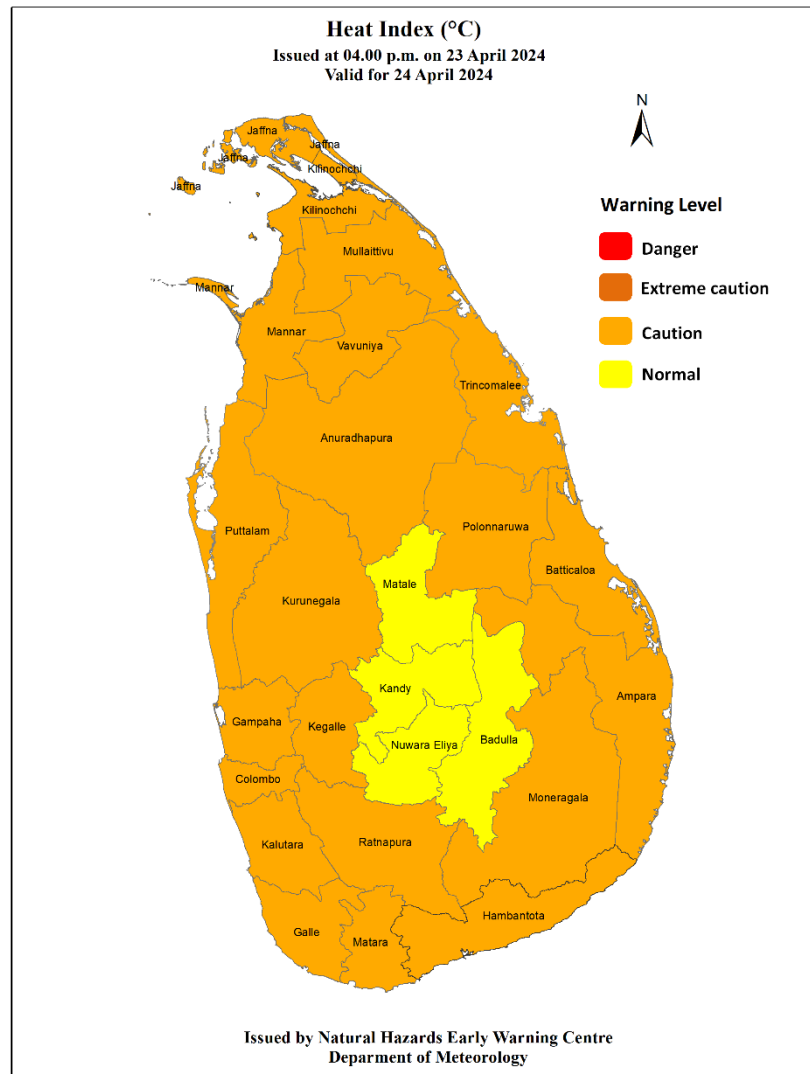 Heat Index (°C)
Issued at 04.00 p.m. on 23 April 2024
Valid for 24 April 2024
N
Jaffna
Jaffna
Jaffna
Kilinochchi
Jaffna
Kilinochchi
Warning Level
Danger
Mullaittivu
Extreme caution
Mannar
Mannar
Caution
Vavuniya
Normal
Trincomalee
Anuradhapura
Puttalam
Polonnaruwa
Batticaloa
Matale
Kurunegala
Kandy
Ampara
Gampaha
Kegalle
Nuwara Eliya
Badulla
Colombo
Moneragala
Kalutara
Ratnapura
Hambantota
Galle
Matara
Issued by Natural Hazards Early Warning Centre
Deparment of Meteorology